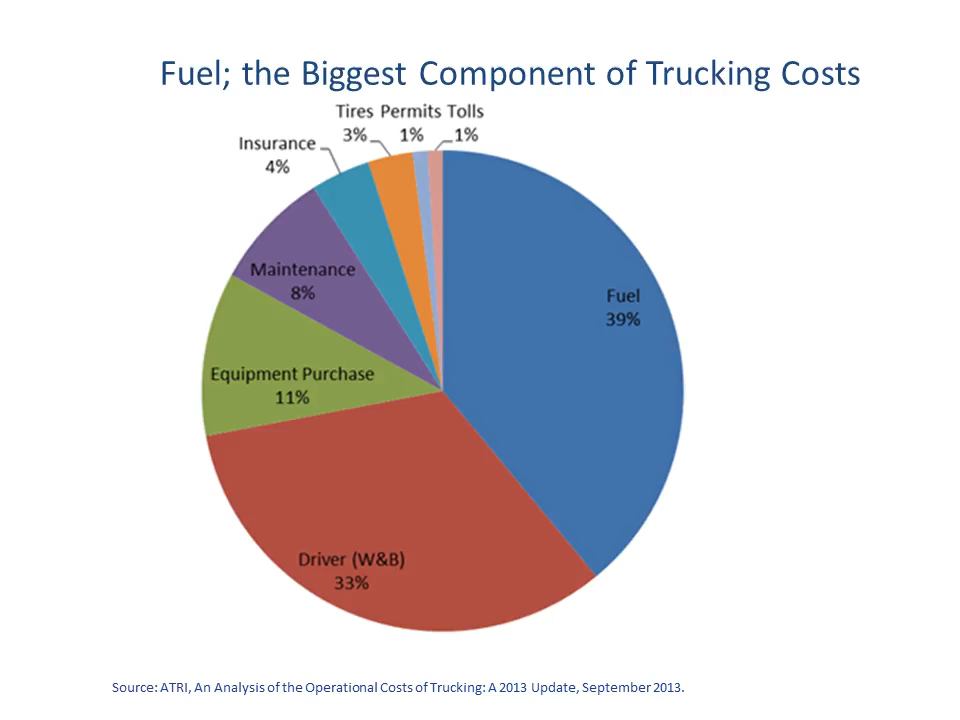 Fuel; the Biggest Component of Trucking Costs
Tires Permits Tolls
3% 1% 1%
Insurance
4%
Maintenance
8%
Fuel
39%
Equipment Purchase
11%
Driver (W&B)
33%
Source: ATRI, An Analysis of the Operational Costs of Trucking: A 2013 Update, September 2013.